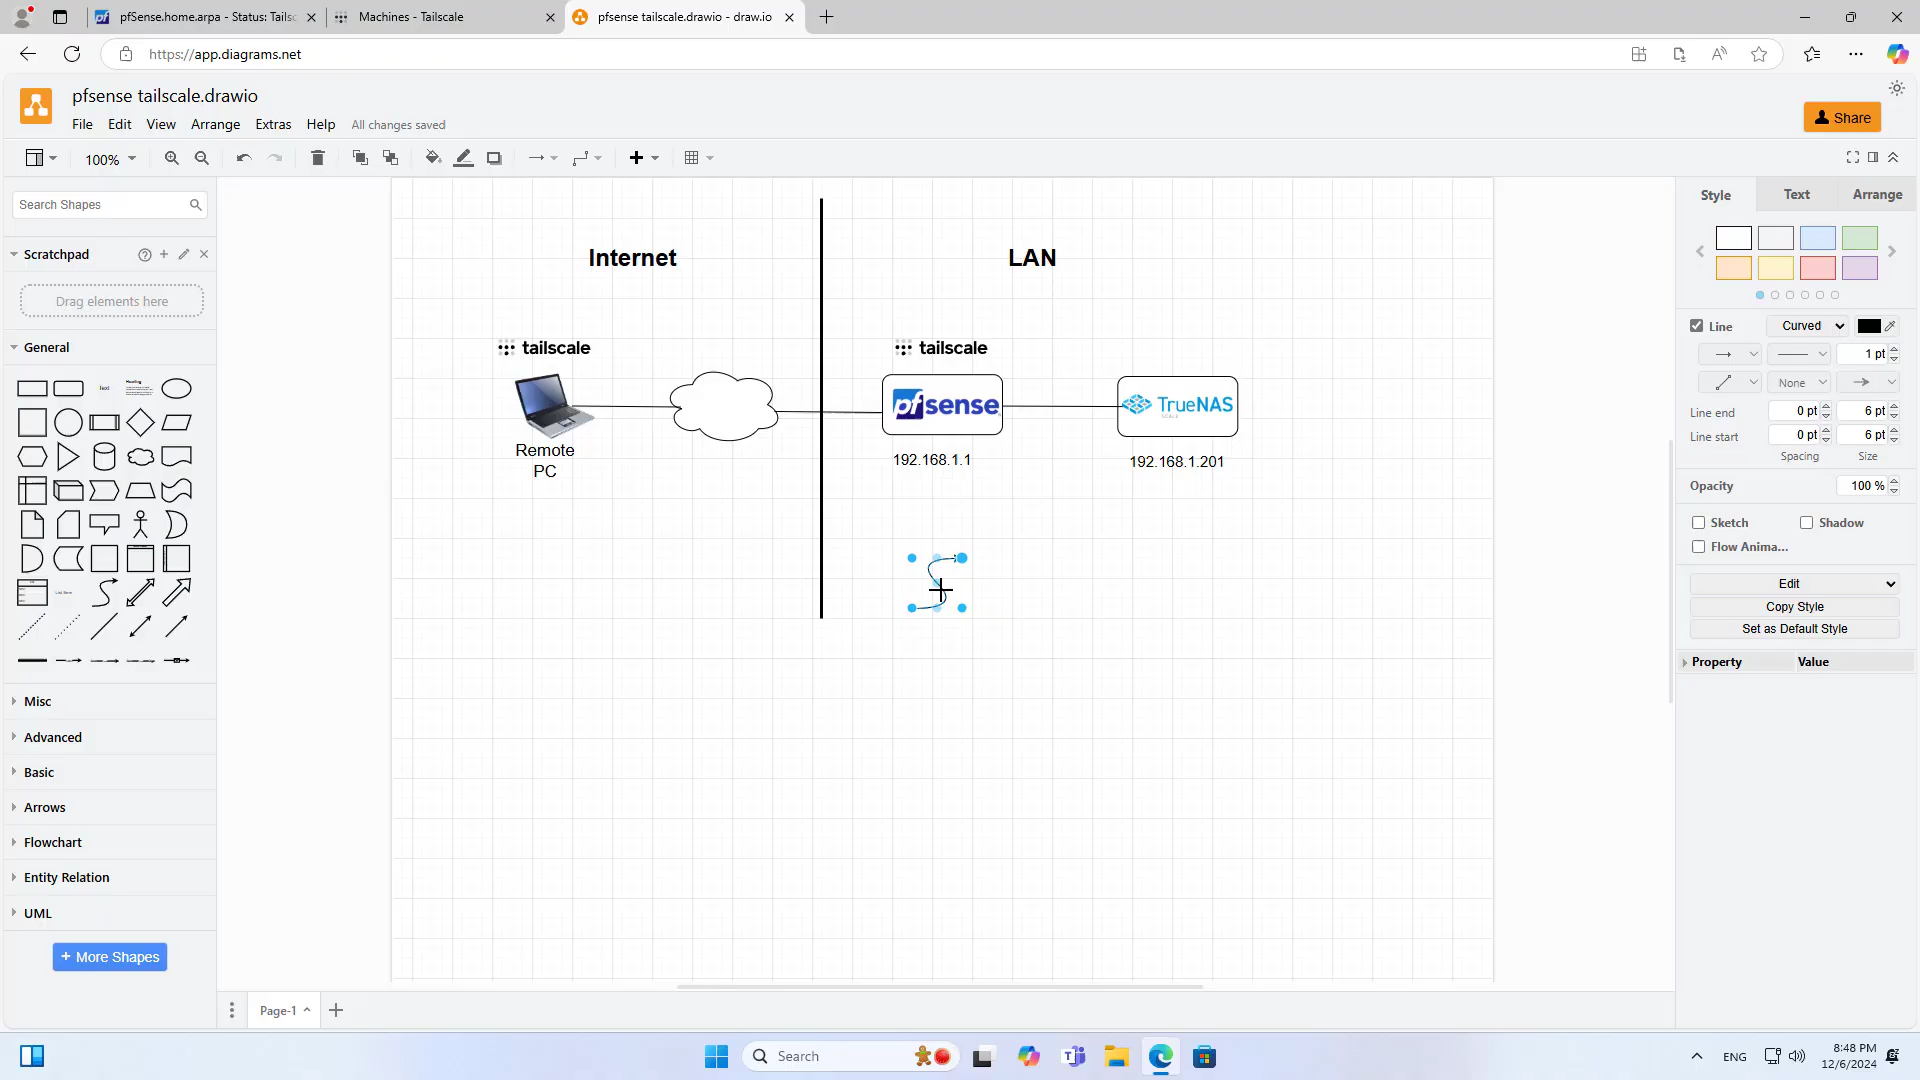 pfSense.home.arpa - Status: Tails
Machines - Tailscale
pfsense tailscale.drawio - draw.io
https://app.diagrams.net
pfsense tailscale.drawio
File Edit View Arrange Extras Help All changes saved
Share
100%
Search Shapes
Scratchpad
Drag elements here
General
Text
Heading
List Item
Misc
Advanced
Basic
Arrows
Flowchart
Entity Relation
UML
+ More Shapes
Internet
LAN
tailscale
tailscale
pfsense
TrueNAS
SCALE
Remote
PC
192.168.1.1
192.168.1.201
Style Text Arrange
Line Curved
1 pt
None
Line end 0 pt 6 pt
Line start 0 pt 6 pt
Spacing Size
Opacity 100 %
Sketch Shadow
Flow Anima...
Edit
Copy Style
Set as Default Style
Property Value
Page-1
Search
ENG
8:48 PM
12/6/2024